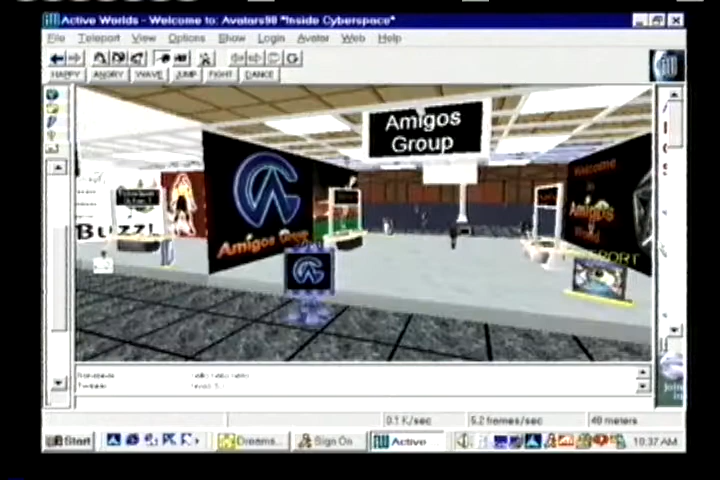 Active Worlds - Welcome to: Avatars98 "Inside Cyberspace"
File Teleport View Options Show Login Avatar Web Help
HAPPY ANGRY WAVE JUMP FIGHT DANCE
Amigos
Group
Welcome
Amigos
World
Amigos Group
Buzz!
0.1 K/sec 5.2 frames/sec 40 meters
Start Dreams... Sign On Active 10:37 AM